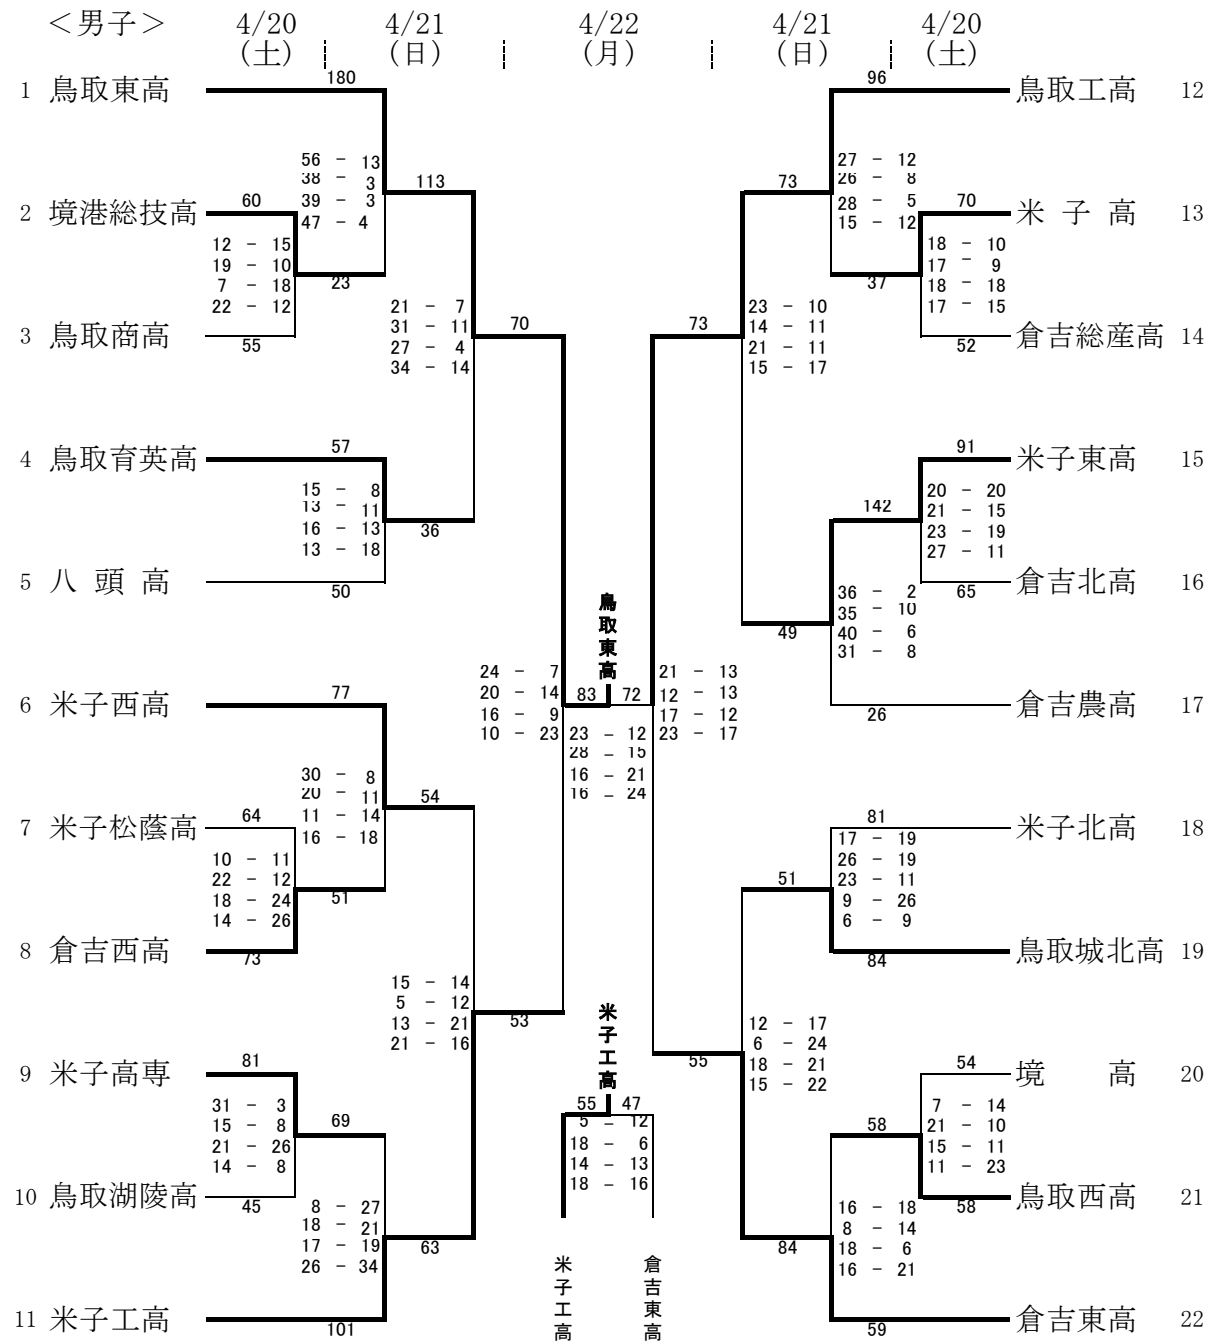 ＜男子＞ 4/20 4/21 4/22 4/21 4/20
（土） （日） （月） （日） （土）
180 96
1 鳥取東高 鳥取工高 12
56 - 13 27 - 12
38 - 3 26 - 8
113 73
39 - 3 28 - 5
60 70
2 境港総技高 米子高 13
47 - 4 15 - 12
12 - 15 18 - 10
19 - 10 17 - 9
23 37
7 - 18 18 - 18
22 - 12 17 - 15
21 - 7 23 - 10
31 - 11 70 73 14 - 11
3 鳥取商高 鳥取総産高 14
55 52
27 - 4 21 - 11
34 - 14 15 - 17
57 91
4 鳥取育英高 米子東高 15
15 - 8 20 - 20
13 - 11 142 21 - 15
16 - 13 23 - 19
36
13 - 18 27 - 11
5 八頭高 倉吉北高 16
50 36 - 2 65
鳥取東高
35 - 10
49 40 - 6
31 - 8
24 - 7 21 - 13
77 20 - 14 83 72 12 - 13
6 米子西高 倉吉農高 17
16 - 9 17 - 12 26
10 - 23 23 - 12 23 - 17
28 - 15
30 - 8 16 - 21
20 - 11 54 16 - 24
64 11 - 14 81
7 米子松蔭高 米子北高 18
16 - 18 17 - 19
10 - 11 26 - 19
22 - 12 51 23 - 11
51
18 - 24 9 - 26
14 - 26 6 - 9
8 倉吉西高 鳥取城北高 19
73 84
15 - 14
5 - 12 米子工高
13 - 21 53 12 - 17
21 - 16 6 - 24
81 55 18 - 21 54
9 米子高専 境高 20
15 - 22
31 - 3 55 47 7 - 14
15 - 8 69 5 - 12 58 21 - 10
21 - 26 18 - 6 15 - 11
14 - 8 14 - 13 11 - 23
18 - 16
10 鳥取湖陵高 鳥取西高 21
45 8 - 27 16 - 18 58
18 - 21 8 - 14
17 - 19 63 84 18 - 6
26 - 34 16 - 21
米子工高 倉吉東高
11 米子工高 倉吉東高 22
101 59